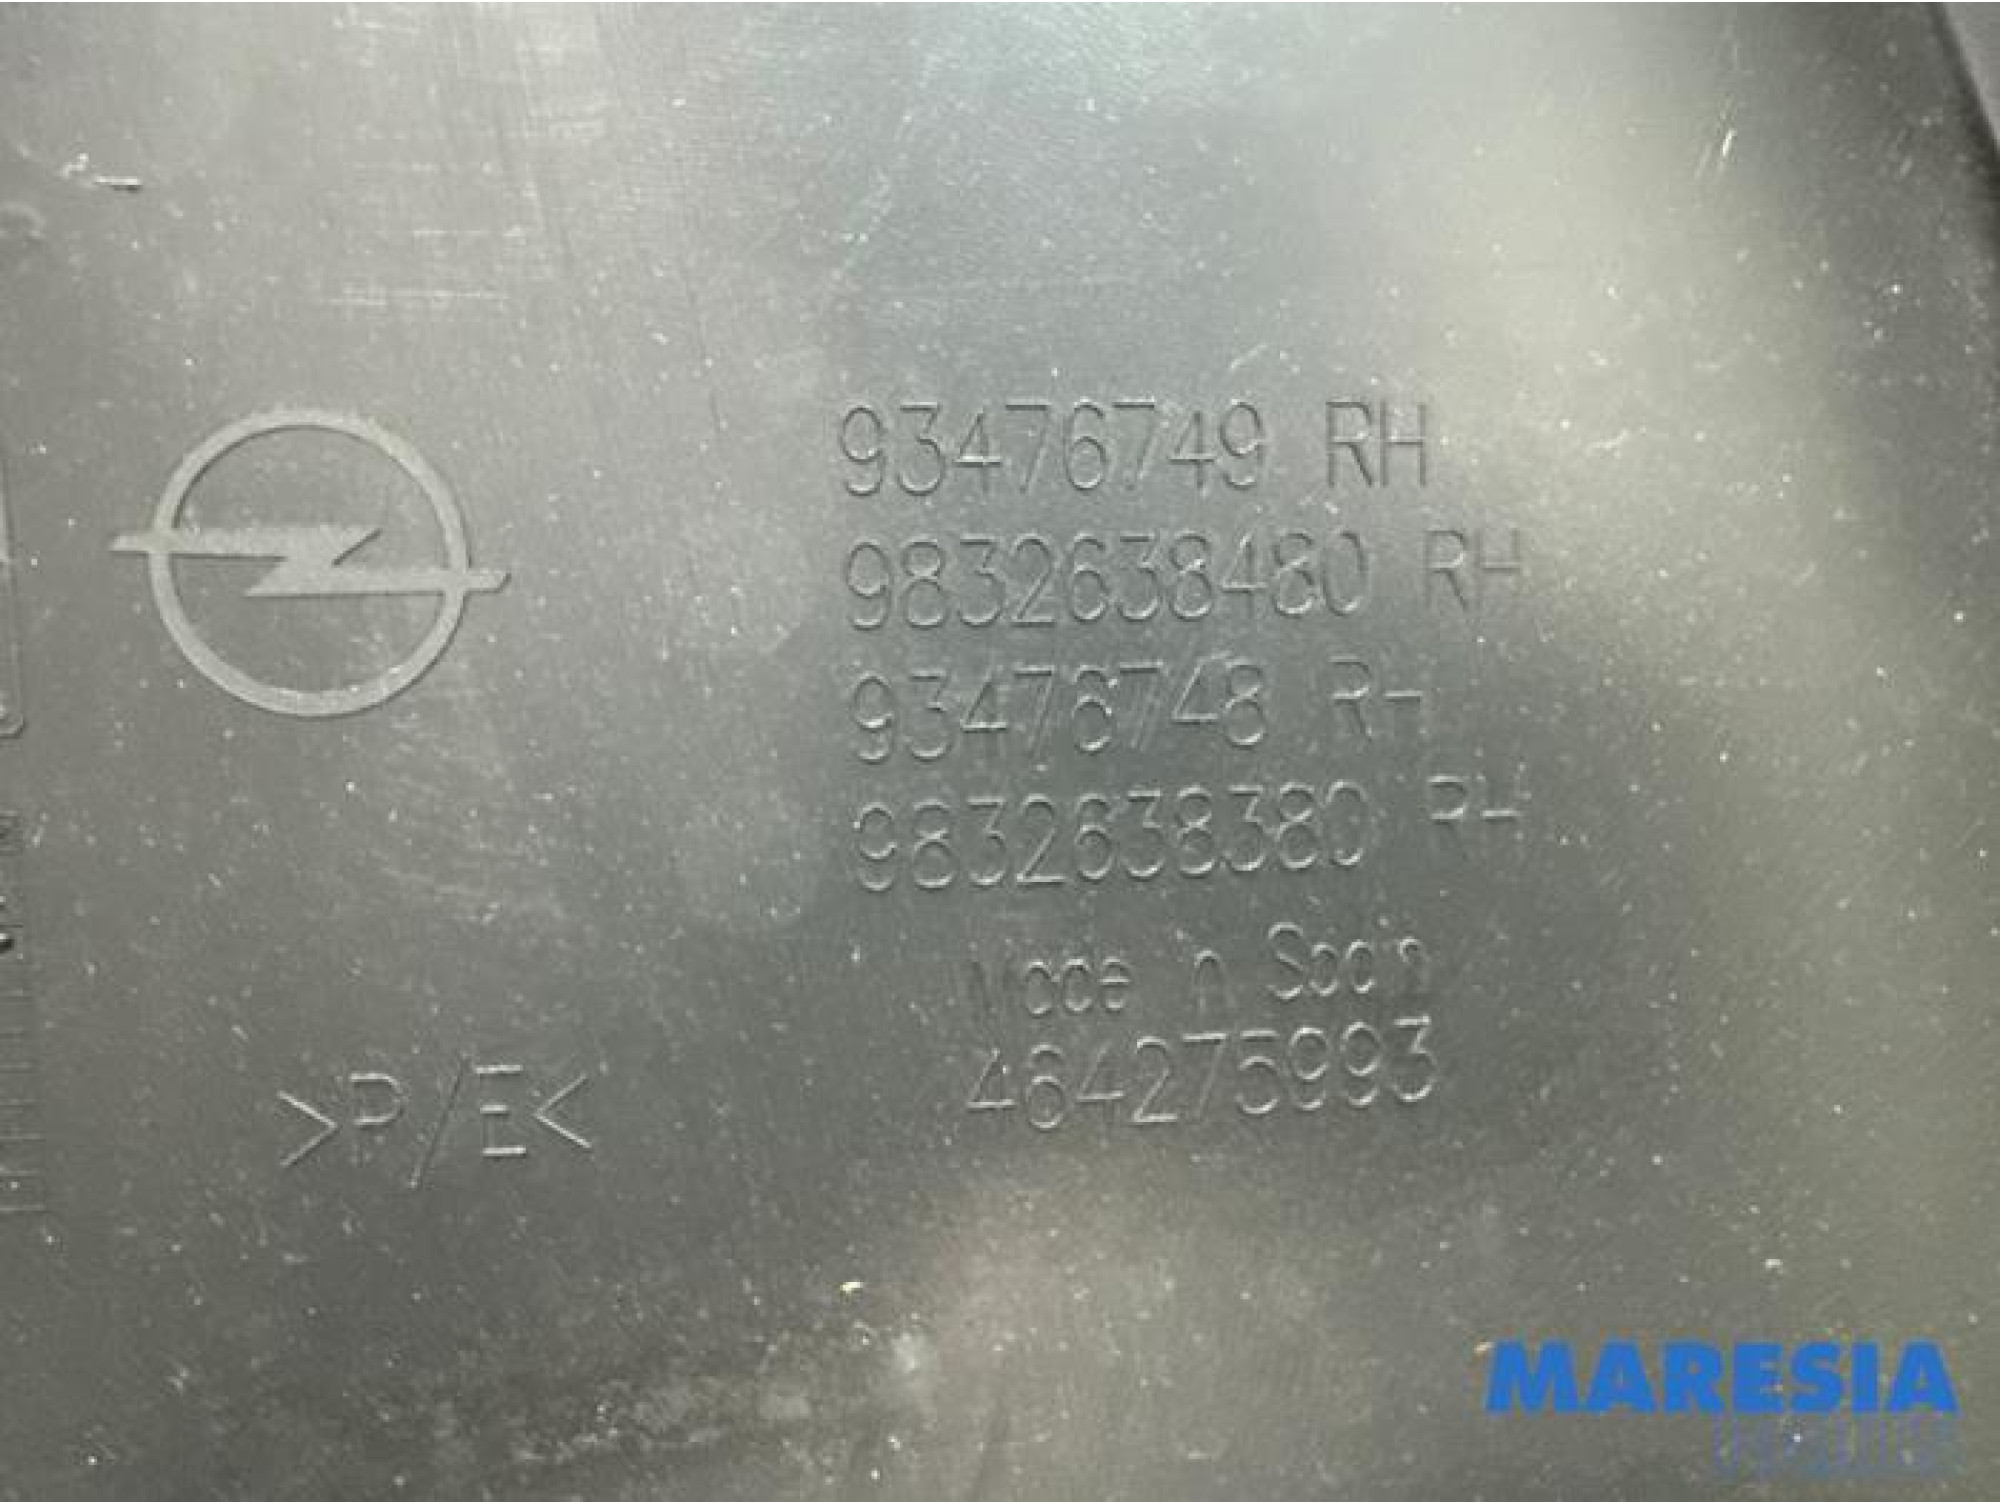 93476749 RH
9832638480 RH
93476748 RH
9832638380 RH
Made in Spain
464275993
>P/E<
MARESIA